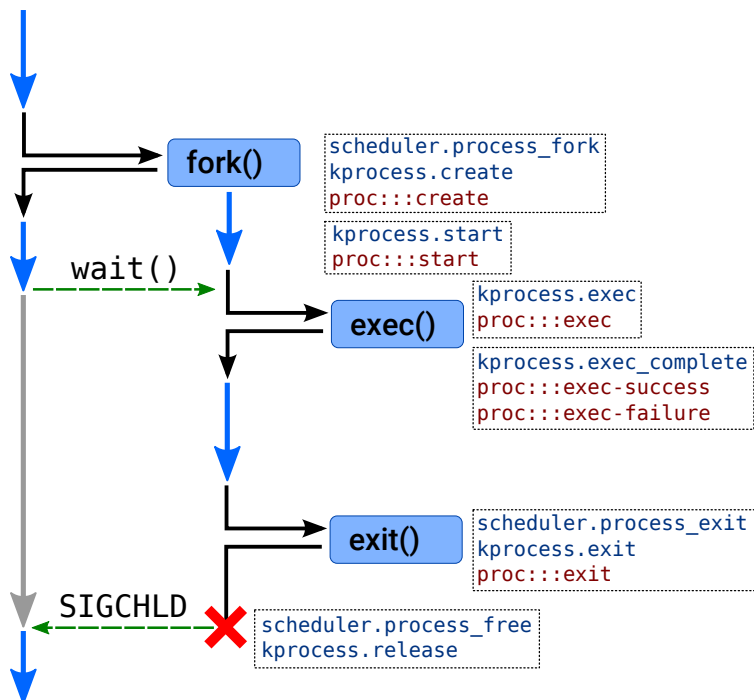 fork()
scheduler.process_fork
kprocess.create
proc:::create
kprocess.start
proc:::start
wait()
exec()
kprocess.exec
proc:::exec
kprocess.exec_complete
proc:::exec-success
proc:::exec-failure
exit()
scheduler.process_exit
kprocess.exit
proc:::exit
SIGCHLD
scheduler.process_free
kprocess.release